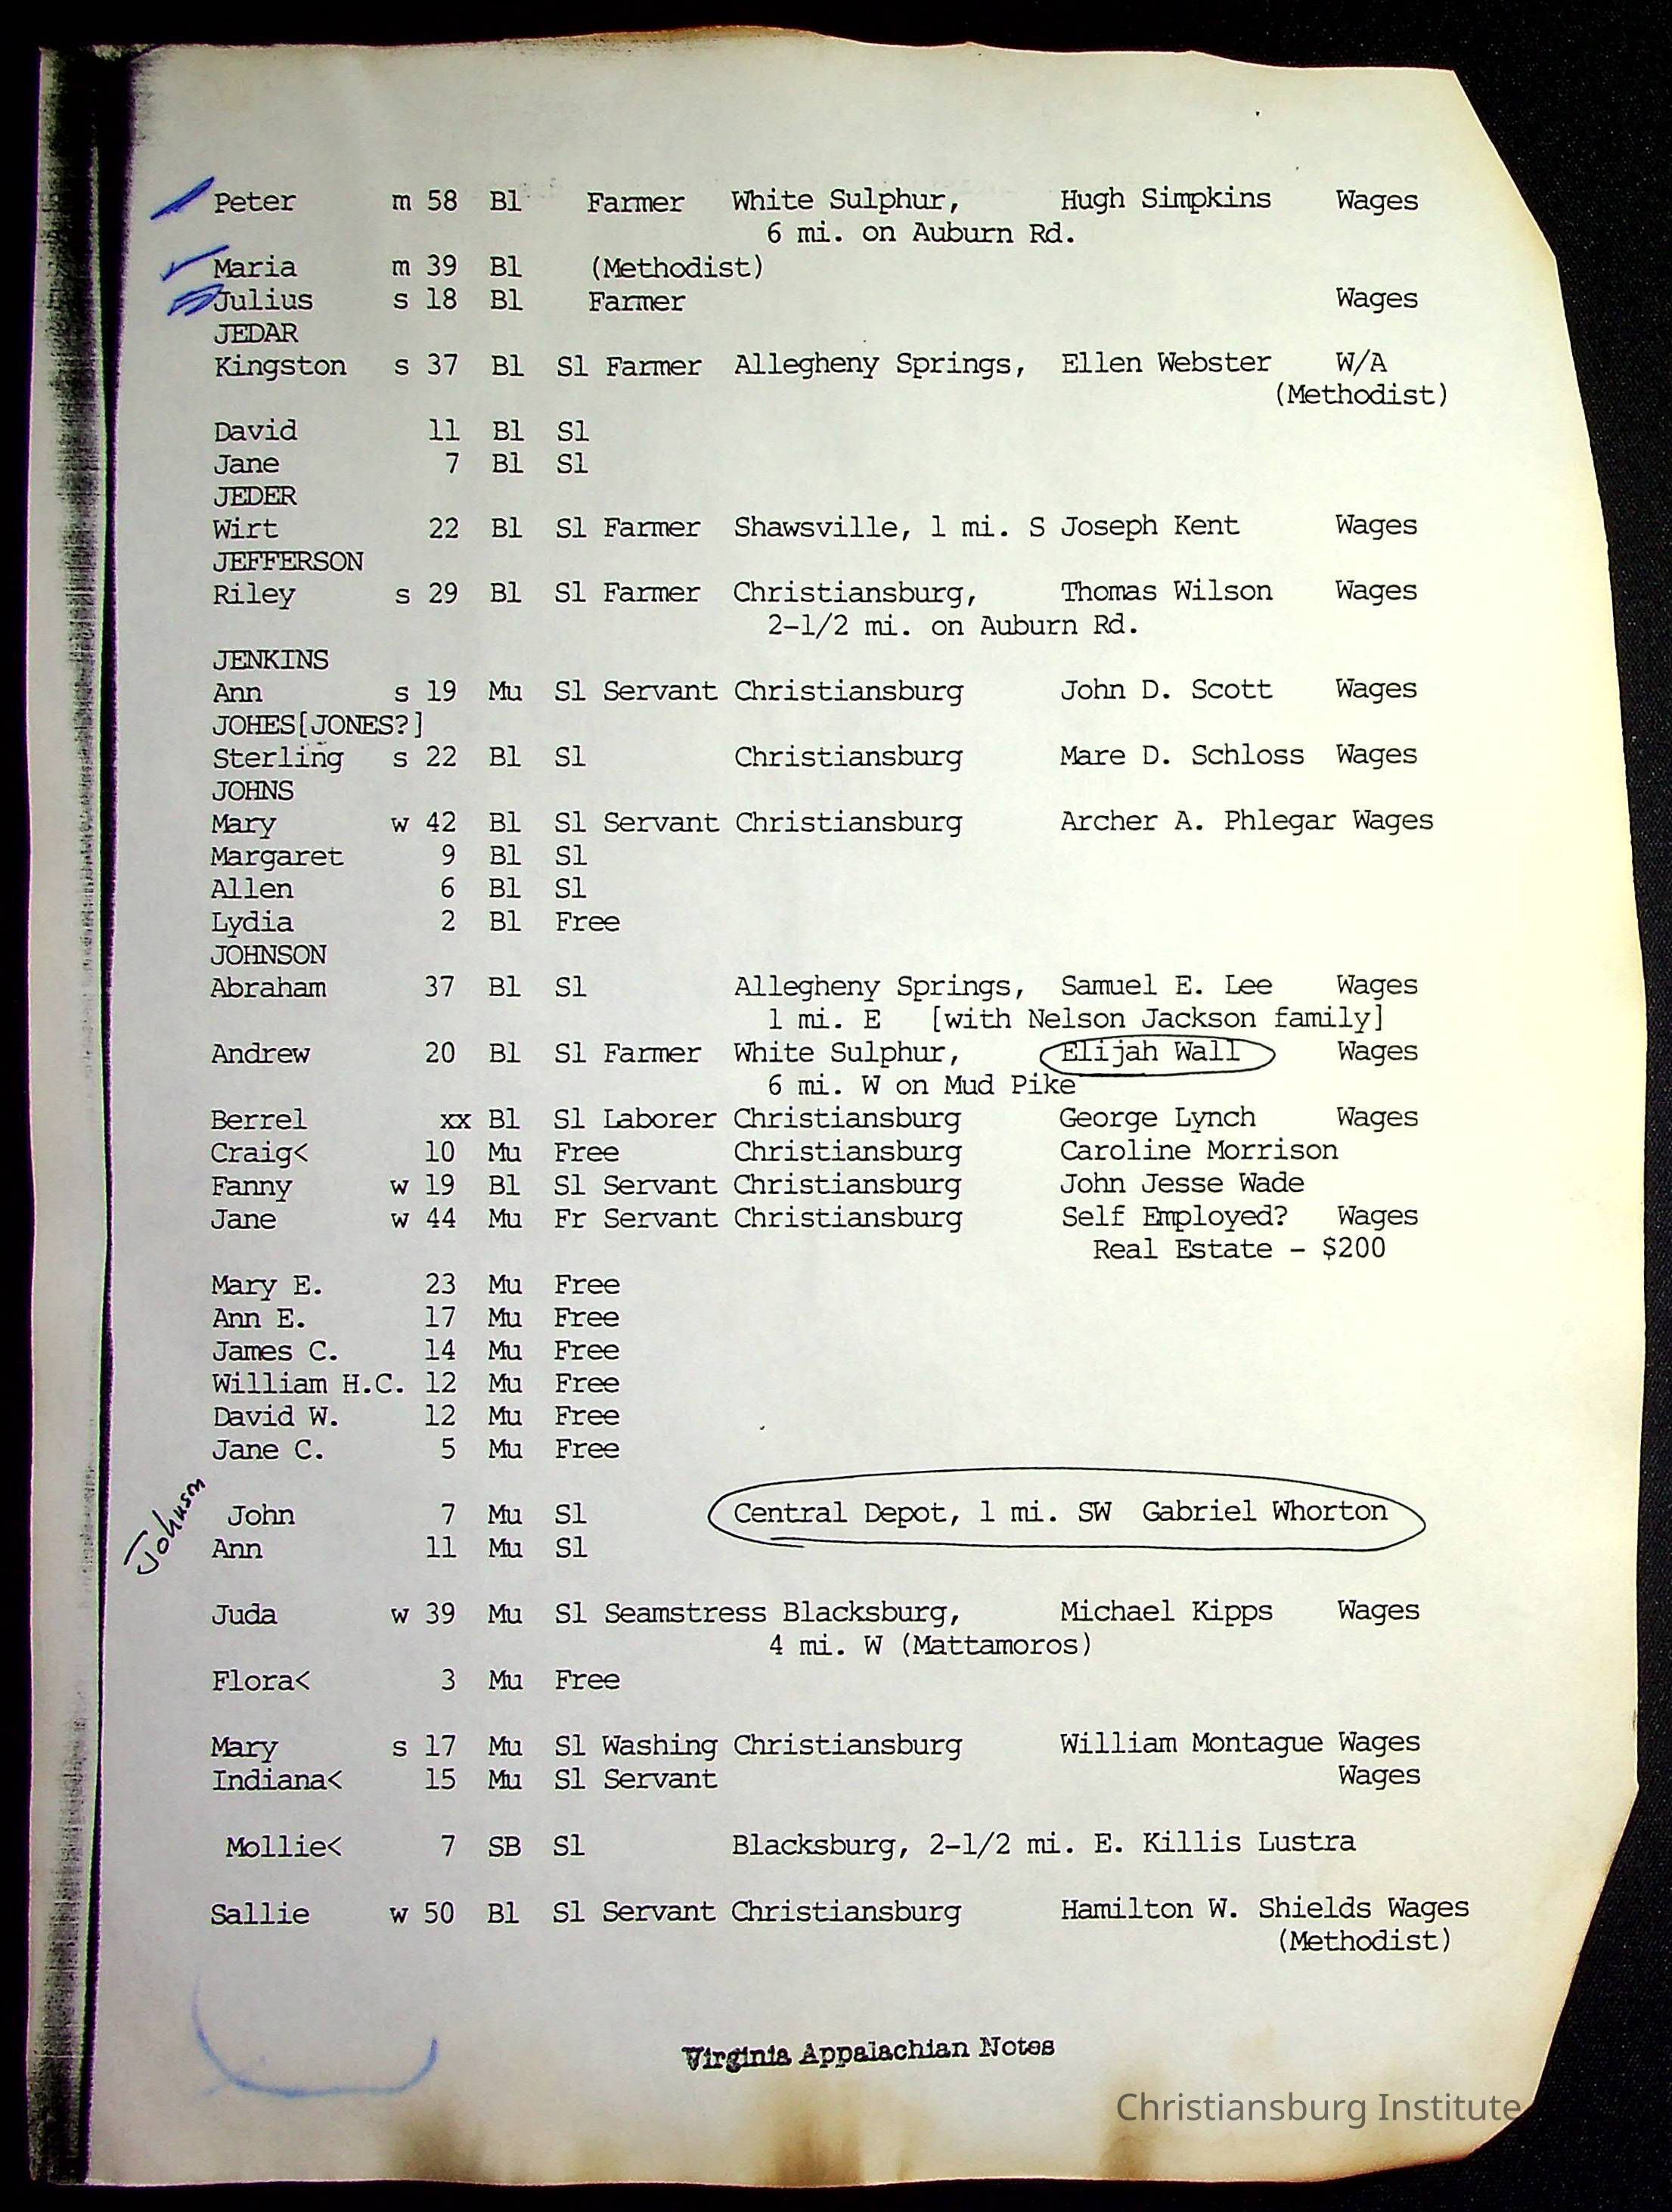 Peter m 58 Bl Farmer White Sulphur, Hugh Simpkins Wages
6 mi. on Auburn Rd.
Maria m 39 Bl (Methodist)
Julius s 18 Bl Farmer Wages
JEDAR
Kingston s 37 Bl Sl Farmer Allegheny Springs, Ellen Webster W/A
(Methodist)
David 11 Bl Sl
Jane 7 Bl Sl
JEDER
Wirt 22 Bl Sl Farmer Shawsville, 1 mi. S Joseph Kent Wages
JEFFERSON
Riley s 29 Bl Sl Farmer Christiansburg, Thomas Wilson Wages
2-1/2 mi. on Auburn Rd.
JENKINS
Ann s 19 Mu Sl Servant Christiansburg John D. Scott Wages
JOHES[JONES?]
Sterling s 22 Bl Sl Christiansburg Mare D. Schloss Wages
JOHNS
Mary w 42 Bl Sl Servant Christiansburg Archer A. Phlegar Wages
Margaret 9 Bl Sl
Allen 6 Bl Sl
Lydia 2 Bl Free
JOHNSON
Abraham 37 Bl Sl Allegheny Springs, Samuel E. Lee Wages
1 mi. E [with Nelson Jackson family]
Andrew 20 Bl Sl Farmer White Sulphur, Elijah Wall Wages
6 mi. W on Mud Pike
Berrel xx Bl Sl Laborer Christiansburg George Lynch Wages
Craig< 10 Mu Free Christiansburg Caroline Morrison
Fanny w 19 Bl Sl Servant Christiansburg John Jesse Wade
Jane w 44 Mu Fr Servant Christiansburg Self Employed? Wages
Real Estate - $200
Mary E. 23 Mu Free
Ann E. 17 Mu Free
James C. 14 Mu Free
William H.C. 12 Mu Free
David W. 12 Mu Free
Jane C. 5 Mu Free
Johnson
John 7 Mu Sl Central Depot, 1 mi. SW Gabriel Whorton
Ann 11 Mu Sl
Juda w 39 Mu Sl Seamstress Blacksburg, Michael Kipps Wages
4 mi. W (Mattamoros)
Flora< 3 Mu Free
Mary s 17 Mu Sl Washing Christiansburg William Montague Wages
Indiana< 15 Mu Sl Servant Wages
Mollie< 7 SB Sl Blacksburg, 2-1/2 mi. E. Killis Lustra
Sallie w 50 Bl Sl Servant Christiansburg Hamilton W. Shields Wages
(Methodist)
Virginia Appalachian Notes
Christiansburg Institute